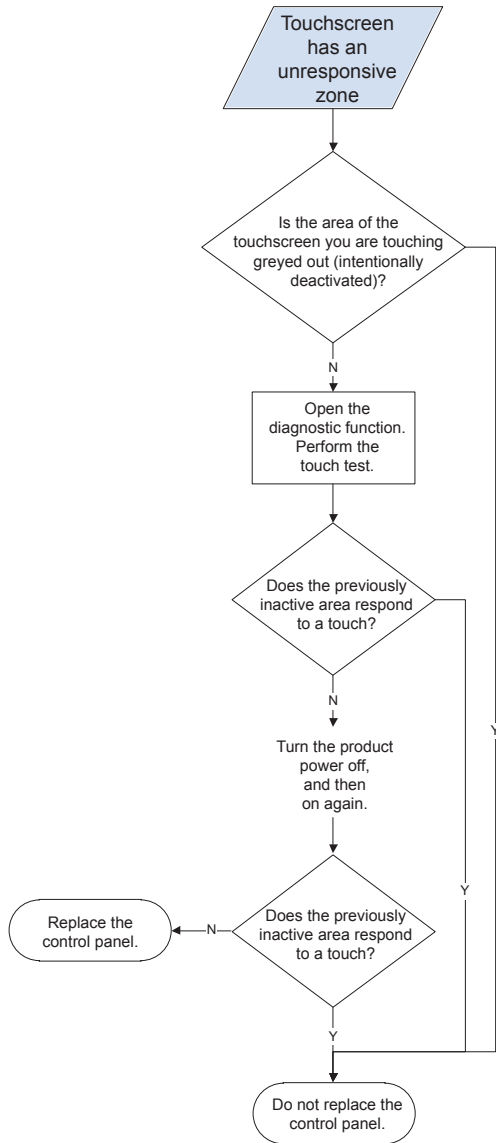 Touchscreen
has an
unresponsive
zone
Is the area of the
touchscreen you are touching
greyed out (intentionally
deactivated)?
N
Open the
diagnostic function.
Perform the
touch test.
Does the previously
inactive area respond
to a touch?
N
Y
Turn the product
power off,
and then
on again.
Y
Does the previously
inactive area respond
to a touch?
N
Replace the
control panel.
Y
Do not replace the
control panel.